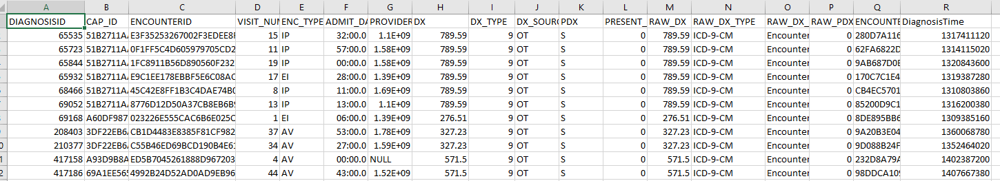 A B C D E F G H I J K L M N O P Q R
DIAGNOSISID CAP_ID ENCOUNTERID VISIT_NUM ENC_TYPE ADMIT_DA PROVIDER DX DX_TYPE DX_SOUR PDX PRESENT_ RAW_DX RAW_DX_TYPE RAW_DX_ RAW_PDX ENCOUNTE DiagnosisTime
65535 51B2711A E3F35253267002F3EDEE8F 15 IP 32:00.0 1.1E+09 789.59 9 OT S 0 789.59 ICD-9-CM Encounter 0 280D7A116 1317411120
65723 51B2711A 0F1FF5C4D605979705CD2 11 IP 57:00.0 1.58E+09 789.59 9 OT S 0 789.59 ICD-9-CM Encounter 0 62FA6822D 1314115020
65844 51B2711A 1FC8911B56D890560F232 19 IP 00:00.0 1.58E+09 789.59 9 OT S 0 789.59 ICD-9-CM Encounter 0 9AB687D0E 1320843600
65932 51B2711A E9C1EE178EBBF5E6C08AC 17 EI 28:00.0 1.39E+09 789.59 9 OT S 0 789.59 ICD-9-CM Encounter 0 170C7C1E4 1319387280
68466 51B2711A 45C42E8FF1B3C4DAE74B0 8 IP 11:00.0 1.69E+09 789.59 9 OT S 0 789.59 ICD-9-CM Encounter 0 CB4EC5701 1310803860
69052 51B2711A 8776D12D50A37CB8EB6B9 13 IP 13:00.0 1.1E+09 789.59 9 OT S 0 789.59 ICD-9-CM Encounter 0 85200D9C1 1316200380
69168 A60DF987 023226E555CAC6B6E025C 1 EI 06:00.0 1.39E+09 276.51 9 OT S 0 276.51 ICD-9-CM Encounter 0 8DE895BB6 1309385160
208403 3DF22EB6 CB1D4483E8385F81CF982 37 AV 53:00.0 1.78E+09 327.23 9 OT S 0 327.23 ICD-9-CM Encounter 0 9A20B3E04 1360068780
210377 3DF22EB6 C55B46ED69BCD190B4E61 34 AV 27:00.0 1.59E+09 327.23 9 OT S 0 327.23 ICD-9-CM Encounter 0 9D088B24F 1352464020
417158 A93D9B8A ED5B7045261888D967203 4 AV 00:00.0 NULL 571.5 9 OT S 0 571.5 ICD-9-CM Encounter 0 232D8A79A 1402387200
417186 69A1EE565 4992B24D52AD0AD9EB96 44 AV 43:00.0 1.52E+09 571.5 9 OT S 0 571.5 ICD-9-CM Encounter 0 98DDCA109 1407667380